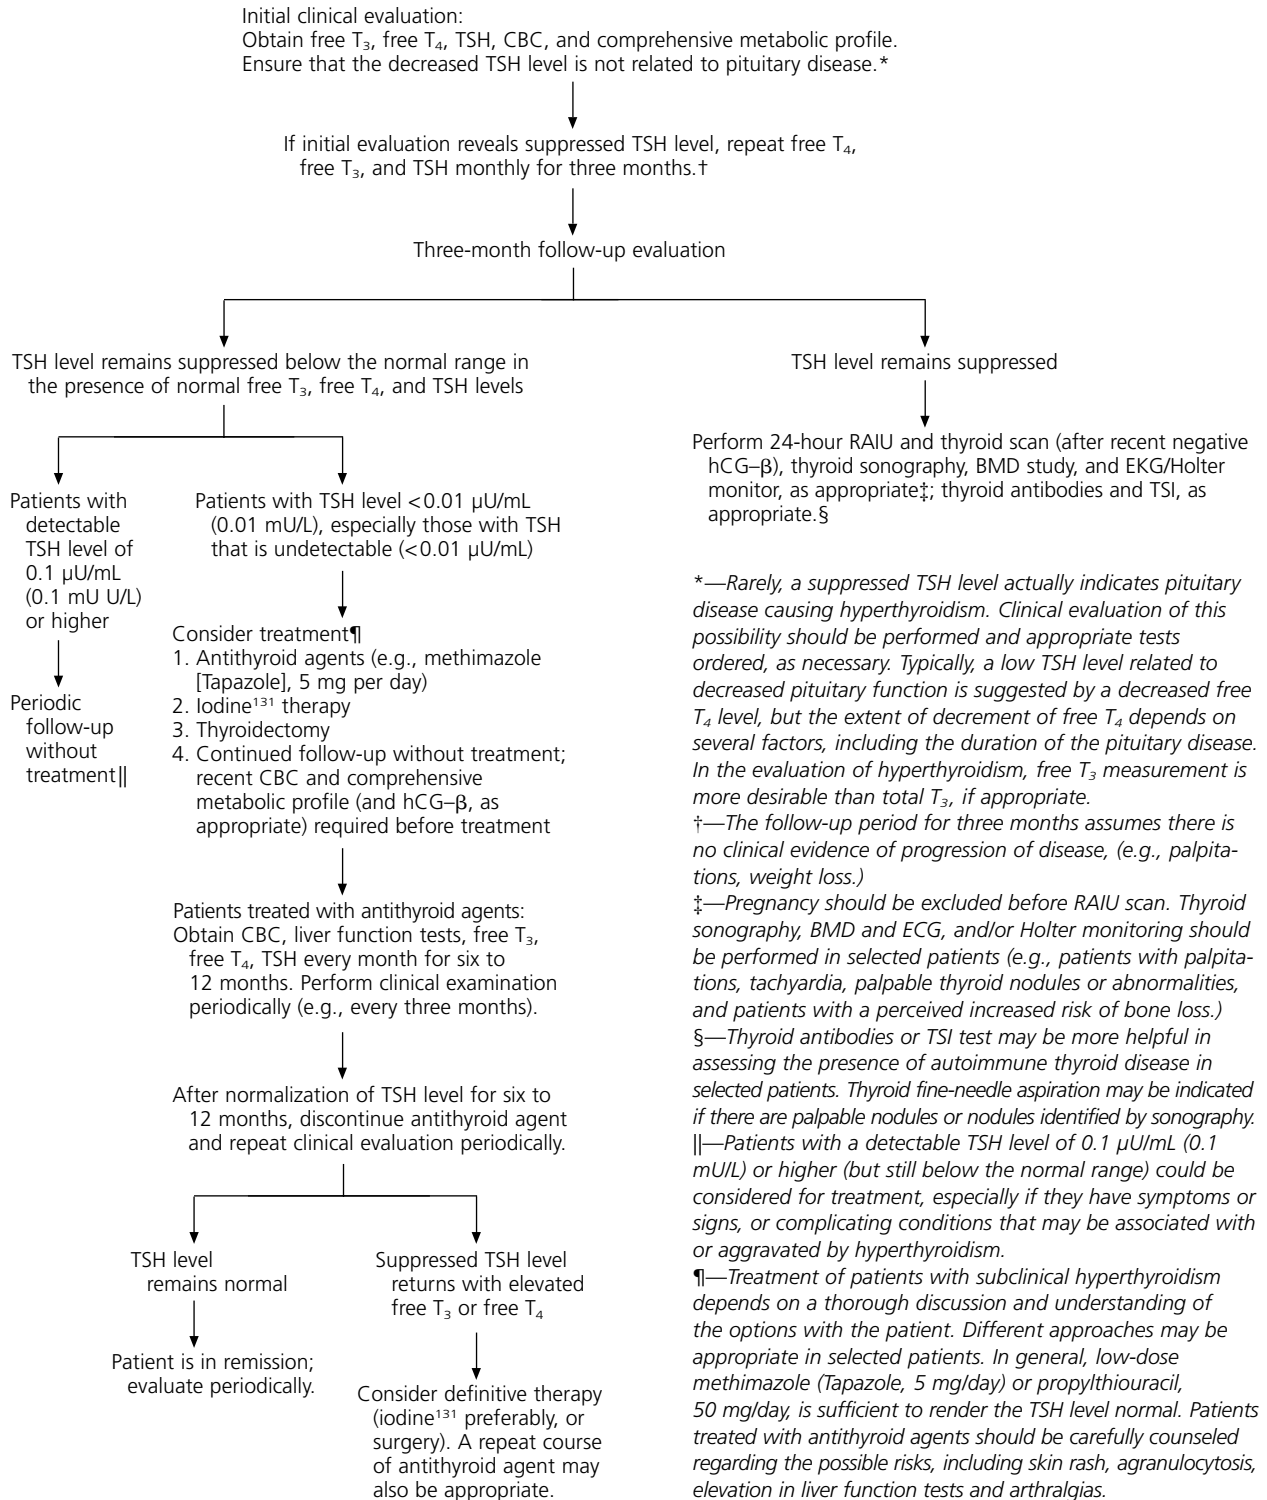 Initial clinical evaluation:
Obtain free T₃, free T₄, TSH, CBC, and comprehensive metabolic profile.
Ensure that the decreased TSH level is not related to pituitary disease.*
If initial evaluation reveals suppressed TSH level, repeat free T₄,
free T₃, and TSH monthly for three months.†
Three-month follow-up evaluation
TSH level remains suppressed below the normal range in
the presence of normal free T₃, free T₄, and TSH levels
Patients with
detectable
TSH level of
0.1 µU/mL
(0.1 mU U/L)
or higher
Periodic
follow-up
without
treatment||
Patients with TSH level <0.01 µU/mL
(0.01 mU/L), especially those with TSH
that is undetectable (<0.01 µU/mL)
Consider treatment¶
1. Antithyroid agents (e.g., methimazole
[Tapazole], 5 mg per day)
2. Iodine¹³¹ therapy
3. Thyroidectomy
4. Continued follow-up without treatment;
recent CBC and comprehensive
metabolic profile (and hCG–β, as
appropriate) required before treatment
Patients treated with antithyroid agents:
Obtain CBC, liver function tests, free T₃,
free T₄, TSH every month for six to
12 months. Perform clinical examination
periodically (e.g., every three months).
After normalization of TSH level for six to
12 months, discontinue antithyroid agent
and repeat clinical evaluation periodically.
TSH level
remains normal
Patient is in remission;
evaluate periodically.
Suppressed TSH level
returns with elevated
free T₃ or free T₄
Consider definitive therapy
(iodine¹³¹ preferably, or
surgery). A repeat course
of antithyroid agent may
also be appropriate.
TSH level remains suppressed
Perform 24-hour RAIU and thyroid scan (after recent negative
hCG–β), thyroid sonography, BMD study, and EKG/Holter
monitor, as appropriate‡; thyroid antibodies and TSI, as
appropriate.§
*—Rarely, a suppressed TSH level actually indicates pituitary
disease causing hyperthyroidism. Clinical evaluation of this
possibility should be performed and appropriate tests
ordered, as necessary. Typically, a low TSH level related to
decreased pituitary function is suggested by a decreased free
T₄ level, but the extent of decrement of free T₄ depends on
several factors, including the duration of the pituitary disease.
In the evaluation of hyperthyroidism, free T₃ measurement is
more desirable than total T₃, if appropriate.
†—The follow-up period for three months assumes there is
no clinical evidence of progression of disease, (e.g., palpita-
tions, weight loss.)
‡—Pregnancy should be excluded before RAIU scan. Thyroid
sonography, BMD and ECG, and/or Holter monitoring should
be performed in selected patients (e.g., patients with palpita-
tions, tachyardia, palpable thyroid nodules or abnormalities,
and patients with a perceived increased risk of bone loss.)
§—Thyroid antibodies or TSI test may be more helpful in
assessing the presence of autoimmune thyroid disease in
selected patients. Thyroid fine-needle aspiration may be indicated
if there are palpable nodules or nodules identified by sonography.
||—Patients with a detectable TSH level of 0.1 µU/mL (0.1
mU/L) or higher (but still below the normal range) could be
considered for treatment, especially if they have symptoms or
signs, or complicating conditions that may be associated with
or aggravated by hyperthyroidism.
¶—Treatment of patients with subclinical hyperthyroidism
depends on a thorough discussion and understanding of
the options with the patient. Different approaches may be
appropriate in selected patients. In general, low-dose
methimazole (Tapazole, 5 mg/day) or propylthiouracil,
50 mg/day, is sufficient to render the TSH level normal. Patients
treated with antithyroid agents should be carefully counseled
regarding the possible risks, including skin rash, agranulocytosis,
elevation in liver function tests and arthralgias.